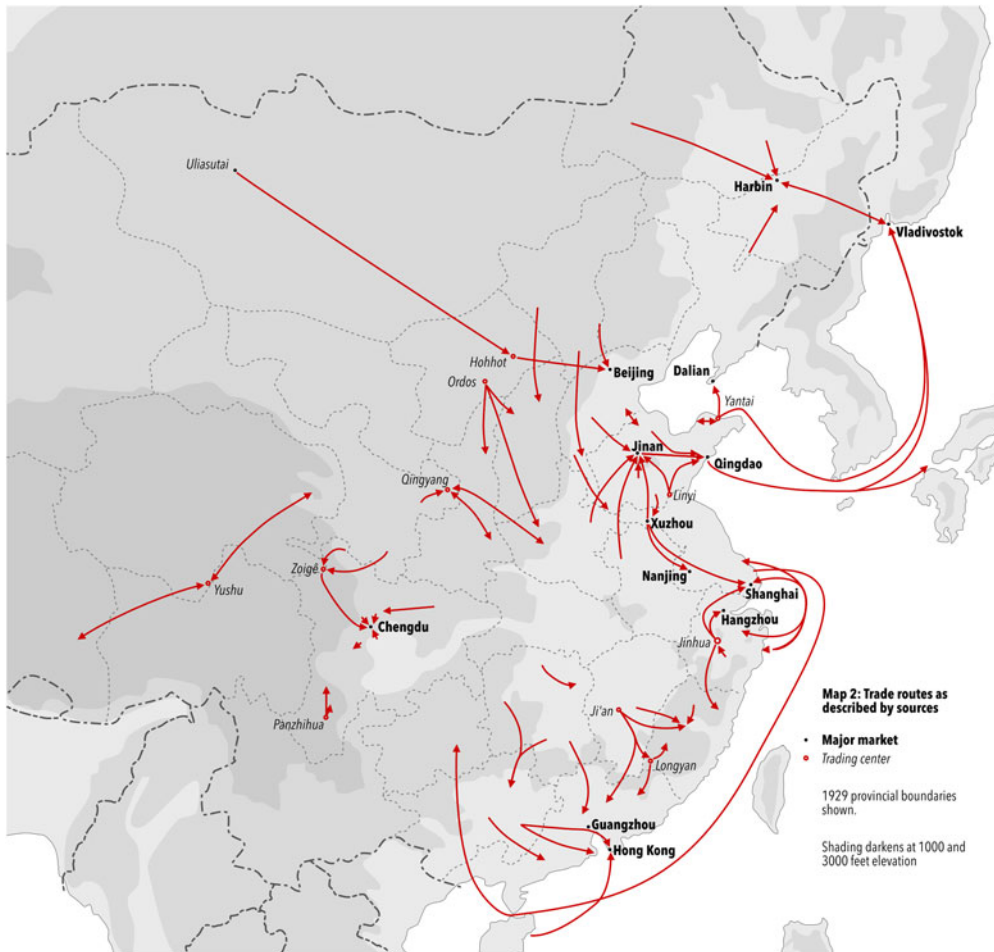 Uliasutai
Harbin
Vladivostok
Hohhot
Ordos
Beijing
Dalian
Yantai
Jinan
Qingdao
Qingyang
Linyi
Xuzhou
Zoigê
Yushu
Nanjing
Shanghai
Hangzhou
Chengdu
Jinhua
Panzhihua
Ji'an
Longyan
Guangzhou
Hong Kong
Map 2: Trade routes as
described by sources
Major market
Trading center
1929 provincial boundaries
shown.
Shading darkens at 1000 and
3000 feet elevation